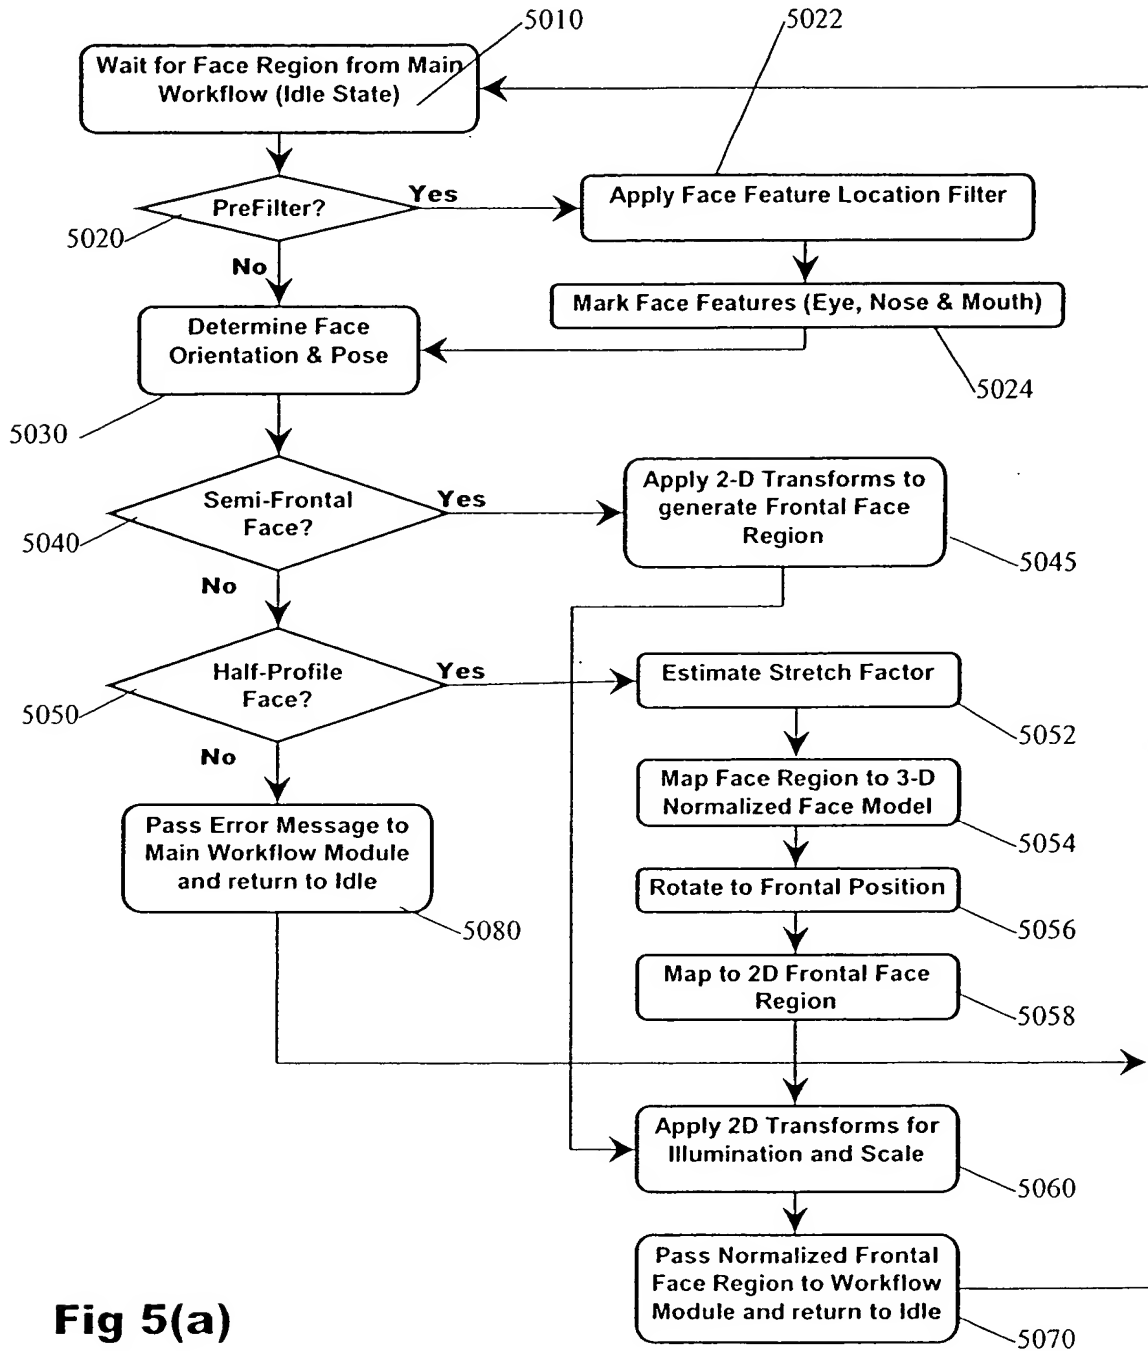 5010
5022
Wait for Face Region from Main
Workflow (Idle State)
PreFilter?
Yes
Apply Face Feature Location Filter
5020
No
Mark Face Features (Eye, Nose & Mouth)
Determine Face
Orientation & Pose
5024
5030
Semi-Frontal
Face?
Yes
Apply 2-D Transforms to
generate Frontal Face
Region
5040
5045
No
Half-Profile
Face?
Yes
Estimate Stretch Factor
5050
5052
No
Map Face Region to 3-D
Normalized Face Model
5054
Pass Error Message to
Main Workflow Module
and return to Idle
5080
Rotate to Frontal Position
5056
Map to 2D Frontal Face
Region
5058
Apply 2D Transforms for
Illumination and Scale
5060
Pass Normalized Frontal
Face Region to Workflow
Module and return to Idle
5070
Fig 5(a)